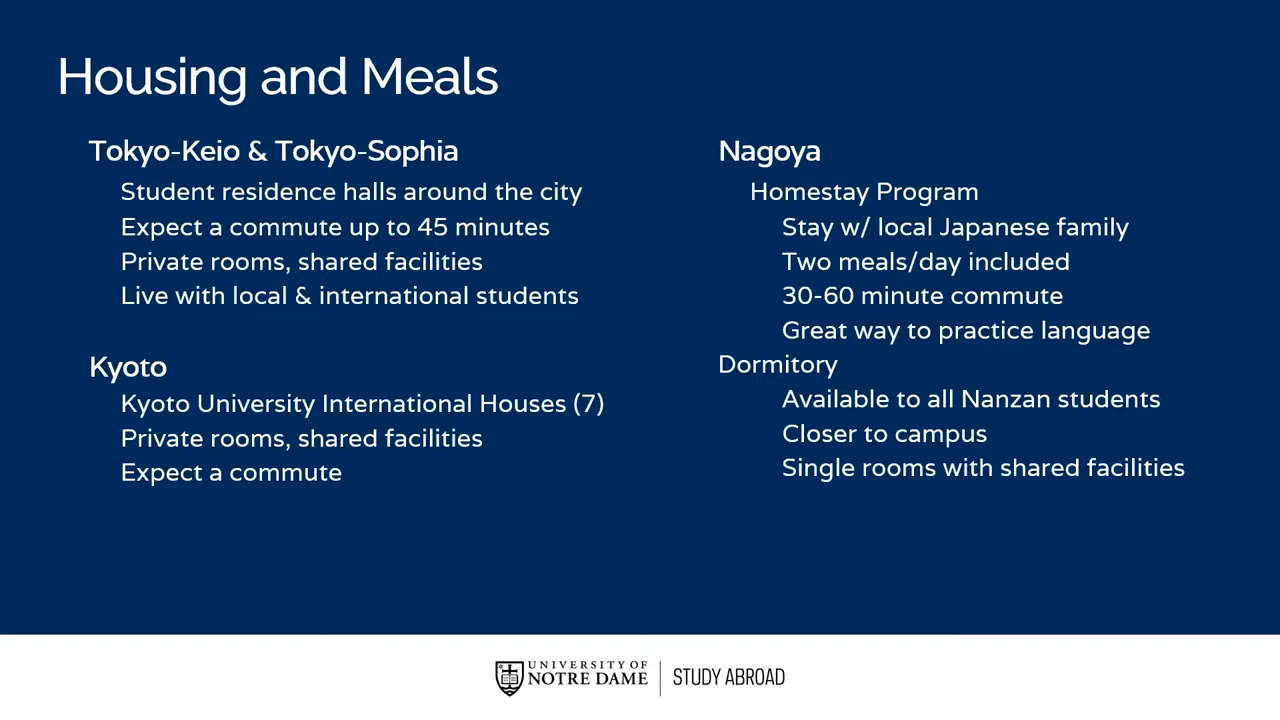 Housing and Meals
Tokyo-Keio & Tokyo-Sophia
Student residence halls around the city
Expect a commute up to 45 minutes
Private rooms, shared facilities
Live with local & international students
Kyoto
Kyoto University International Houses (7)
Private rooms, shared facilities
Expect a commute
Nagoya
Homestay Program
Stay w/ local Japanese family
Two meals/day included
30-60 minute commute
Great way to practice language
Dormitory
Available to all Nanzan students
Closer to campus
Single rooms with shared facilities
UNIVERSITY OF
NOTRE DAME
STUDY ABROAD